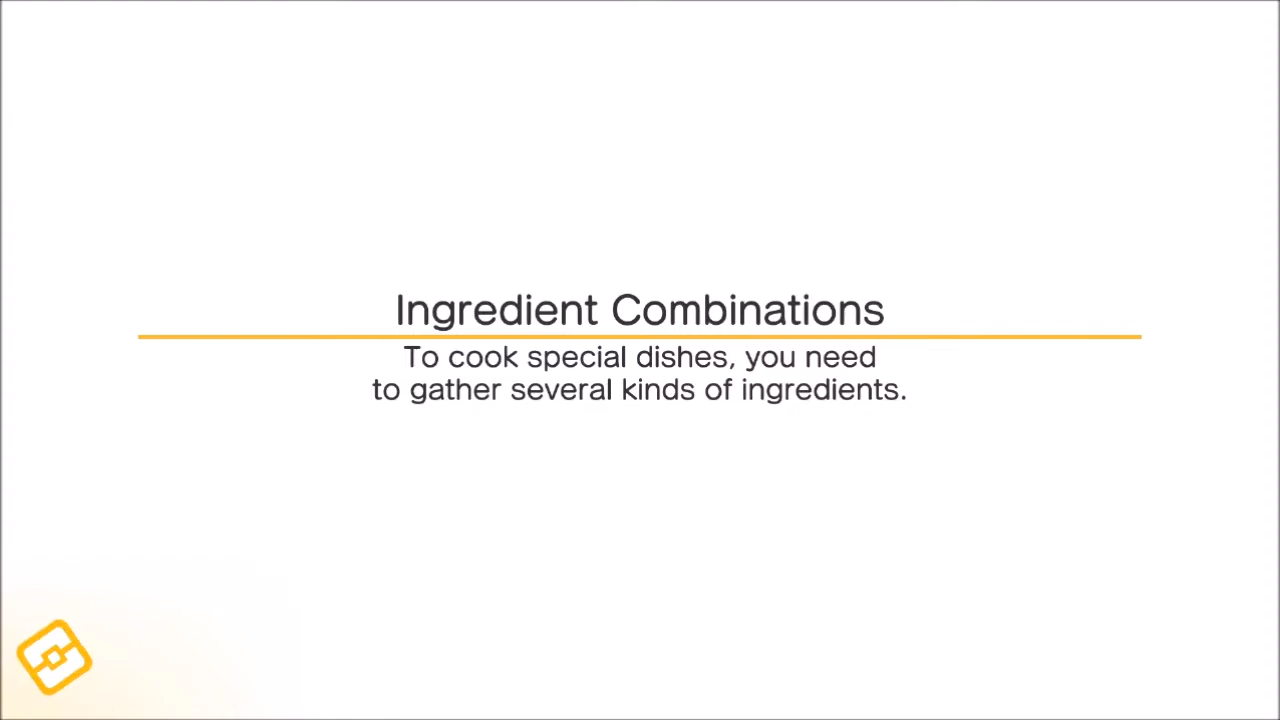 Ingredient Combinations
To cook special dishes, you need
to gather several kinds of ingredients.